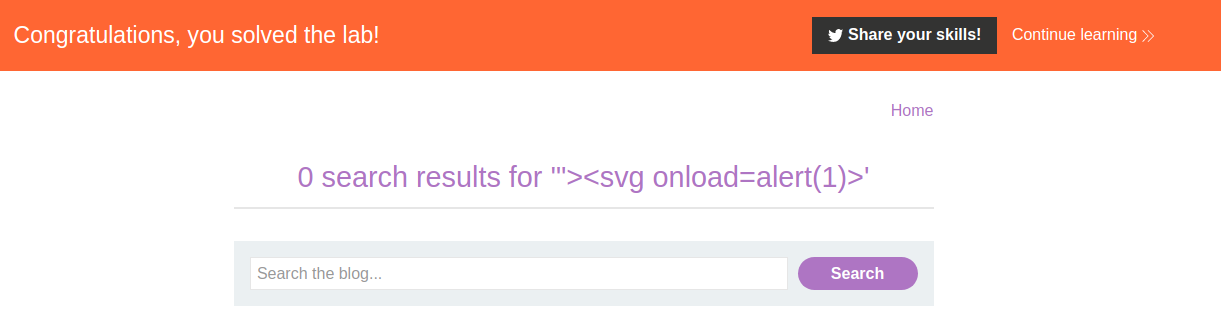 Congratulations, you solved the lab!
Share your skills!
Continue learning
Home
0 search results for '"><svg onload=alert(1)>'
Search the blog...
Search